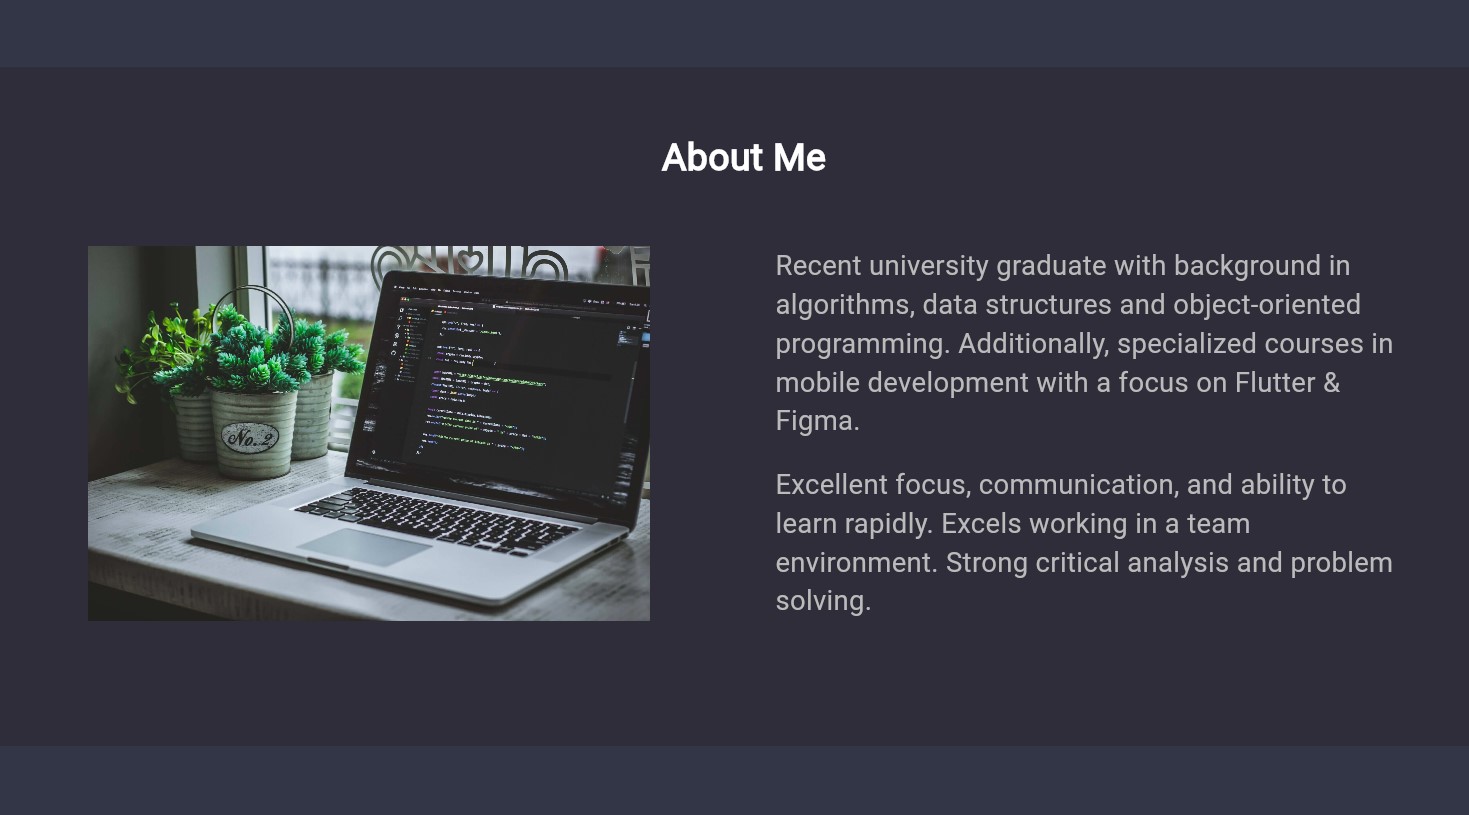 About Me
No. 2
Recent university graduate with background in
algorithms, data structures and object-oriented
programming. Additionally, specialized courses in
mobile development with a focus on Flutter &
Figma.
Excellent focus, communication, and ability to
learn rapidly. Excels working in a team
environment. Strong critical analysis and problem
solving.